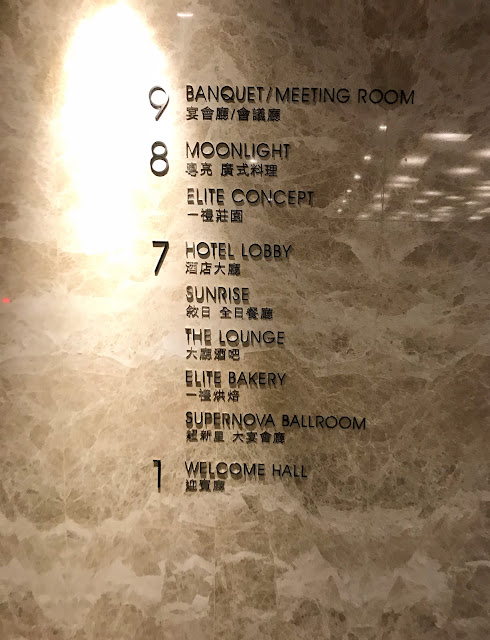 9 BANQUET/MEETING ROOM
宴會廳/會議廳
8 MOONLIGHT
粵亮 廣式料理
ELITE CONCEPT
一禮莊園
7 HOTEL LOBBY
酒店大廳
SUNRISE
敘日 全日餐廳
THE LOUNGE
大廳酒吧
ELITE BAKERY
一禮烘焙
SUPERNOVA BALLROOM
超新星 大宴會廳
1 WELCOME HALL
迎賓廳